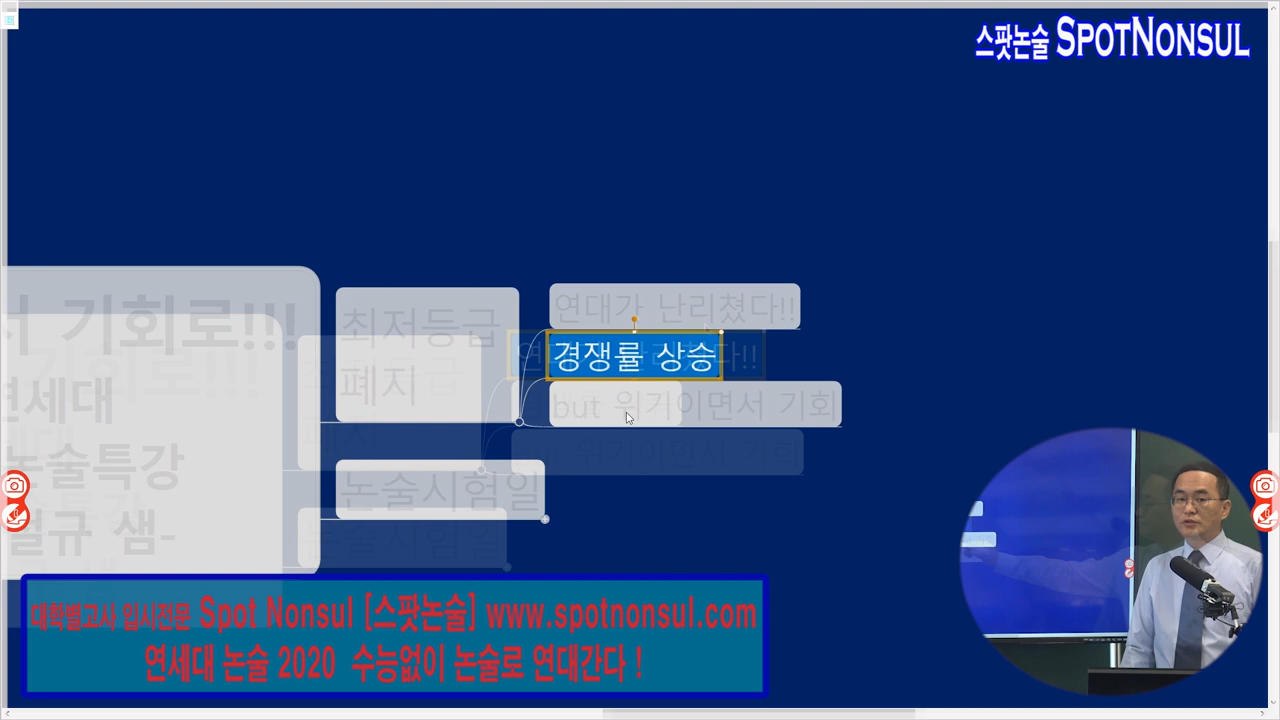 스팟논술 SPOTNONSUL
서 기회로!!!
연세대
논술특강
철규 샘-
최저등급
폐지
논술시험일
연대가 난리쳤다!!
경쟁률 상승
but 위기이면서 기회
대학별고사 입시전문 Spot Nonsul [스팟논술] www.spotnonsul.com
연세대 논술 2020 수능없이 논술로 연대간다 !